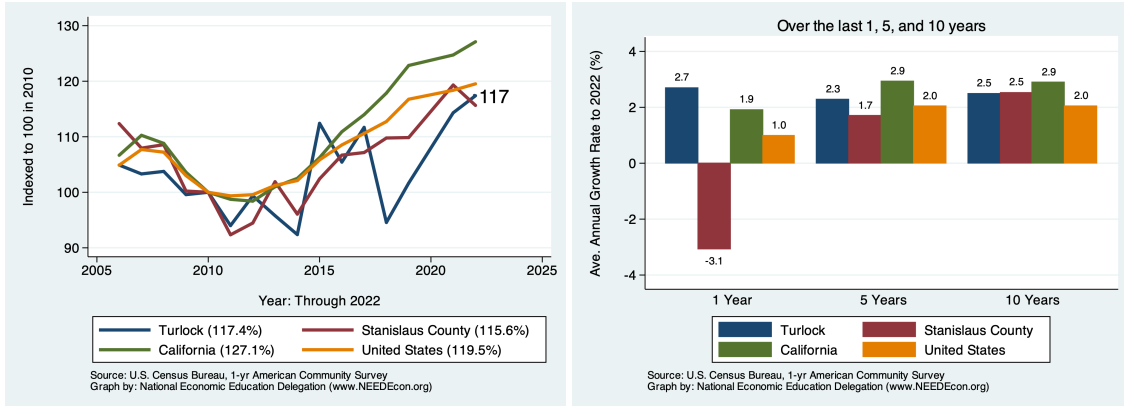 130
120
110
100
90
Indexed to 100 in 2010
117
2005
2010
2015
2020
2025
Year: Through 2022
Turlock (117.4%)
Stanislaus County (115.6%)
California (127.1%)
United States (119.5%)
Source: U.S. Census Bureau, 1-yr American Community Survey
Graph by: National Economic Education Delegation (www.NEEDEcon.org)
Over the last 1, 5, and 10 years
4
2
0
-2
-4
Ave. Annual Growth Rate to 2022 (%)
2.7
-3.1
1.9
1.0
2.3
1.7
2.9
2.0
2.5
2.5
2.9
2.0
1 Year
5 Years
10 Years
Turlock
Stanislaus County
California
United States
Source: U.S. Census Bureau, 1-yr American Community Survey
Graph by: National Economic Education Delegation (www.NEEDEcon.org)